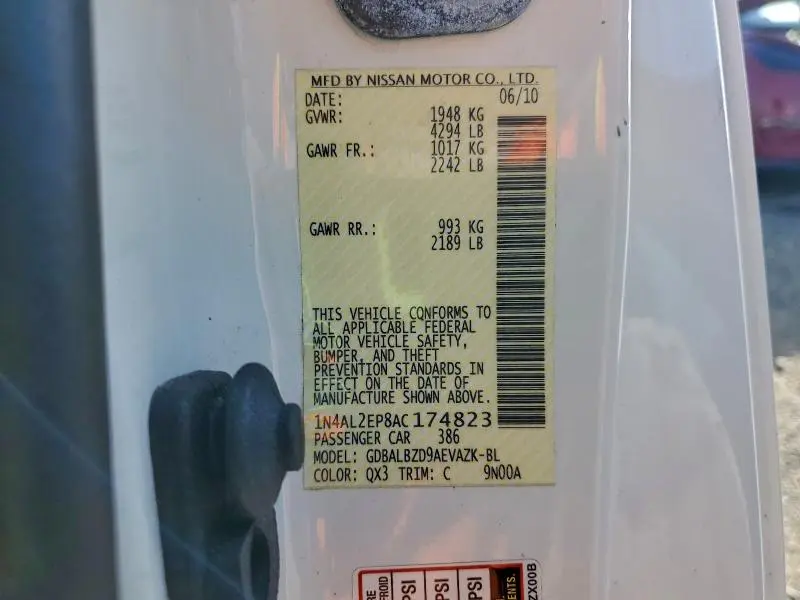 MFD BY NISSAN MOTOR CO., LTD.
DATE: 06/10
GVWR: 1948 KG
4294 LB
GAWR FR.: 1017 KG
2242 LB
GAWR RR.: 993 KG
2189 LB
THIS VEHICLE CONFORMS TO
ALL APPLICABLE FEDERAL
MOTOR VEHICLE SAFETY,
BUMPER, AND THEFT
PREVENTION STANDARDS IN
EFFECT ON THE DATE OF
MANUFACTURE SHOWN ABOVE.
1N4AL2EP8AC174823
PASSENGER CAR 386
MODEL: GDBALBZD9AEVAZK-BL
COLOR: QX3 TRIM: C 9N00A
PSI
PSI
PSI
ZX00B